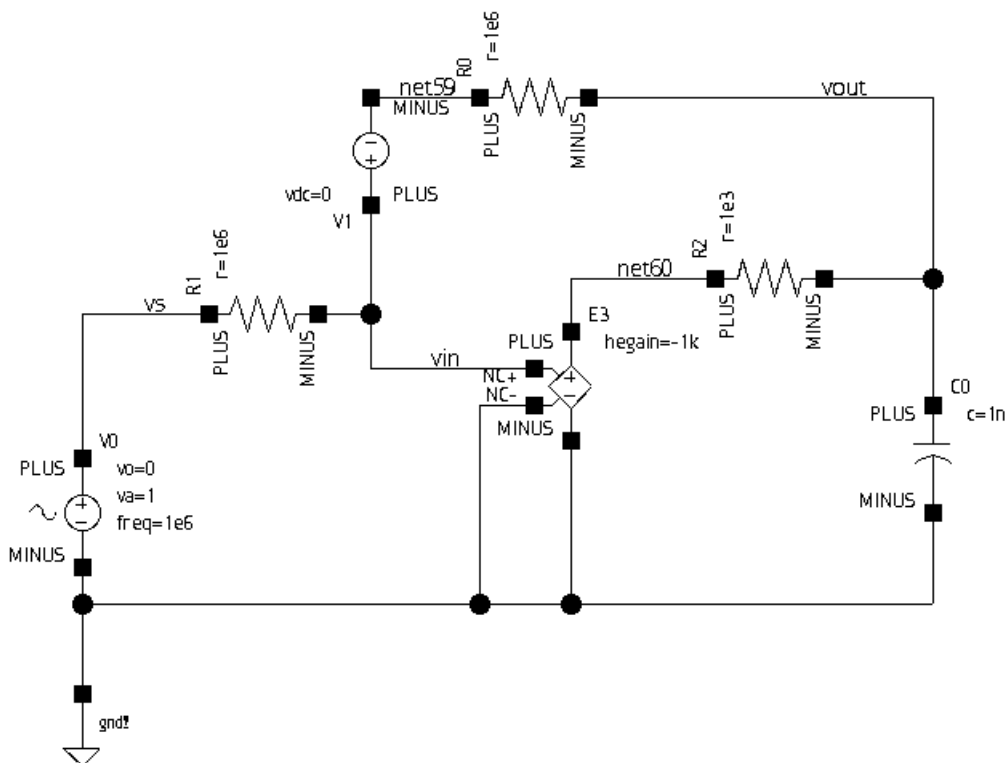 r=1e6
R0
net59
MINUS
vout
PLUS
MINUS
vdc=0
PLUS
V1
r=1e6
R1
vs
PLUS
MINUS
r=1e3
R2
net60
PLUS
MINUS
E3
hegain=-1k
PLUS
vin
NC+
NC-
MINUS
C0
c=1n
PLUS
MINUS
V0
PLUS
vo=0
va=1
freq=1e6
MINUS
gnd!